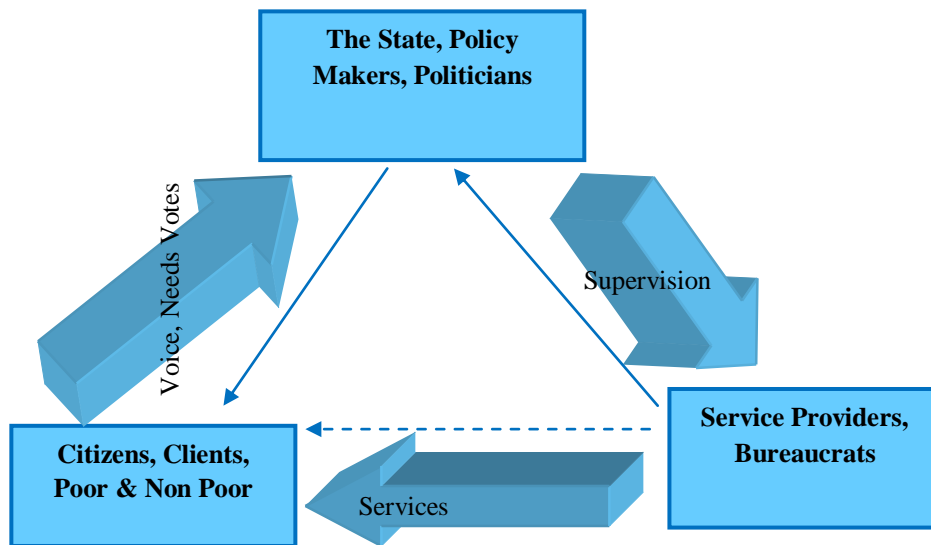 The State, Policy
Makers, Politicians
Voice, Needs Votes
Supervision
Citizens, Clients,
Poor & Non Poor
Service Providers,
Bureaucrats
Services